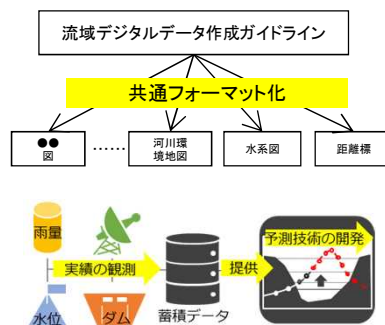 流域デジタルデータ作成ガイドライン
共通フォーマット化
●●
図
……
河川環
境地図
水系図
距離標
雨量
実績の観測
提供
予測技術の開発
水位
ダム
蓄積データ